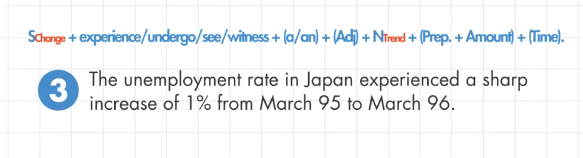 SChange + experience/undergo/see/witness + (a/an) + (Adj) + NTrend + (Prep. + Amount) + (Time).
3 The unemployment rate in Japan experienced a sharp
increase of 1% from March 95 to March 96.